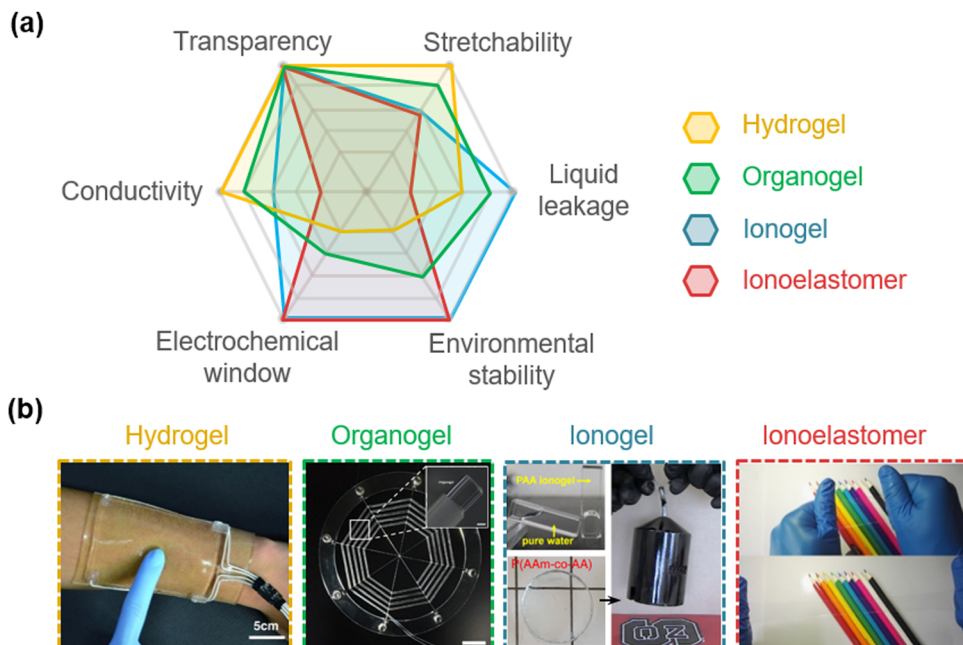 (a)
Transparency
Stretchability
Conductivity
Liquid
leakage
Electrochemical
window
Environmental
stability
Hydrogel
Organogel
Ionogel
Ionoelastomer
(b)
Hydrogel
Organogel
Ionogel
Ionoelastomer
5cm
PAA ionogel
pure water
P(AAm-co-AA)